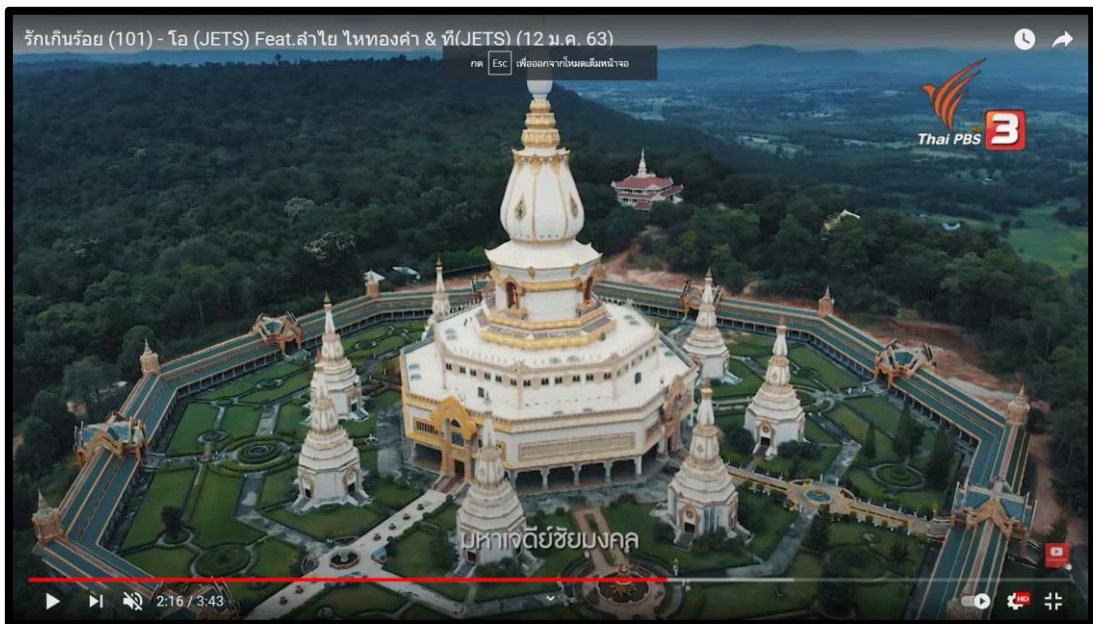 รักเกินร้อย (101) - โอ (JETS) Feat.ลำไย ไหทองคำ & ที(JETS) (12 ม.ค. 63)
กด Esc เพื่อออกจากโหมดเต็มหน้าจอ
HD
Thai PBS 3
มหาเจดีย์ชัยมงคล
2:16 / 3:43
HD